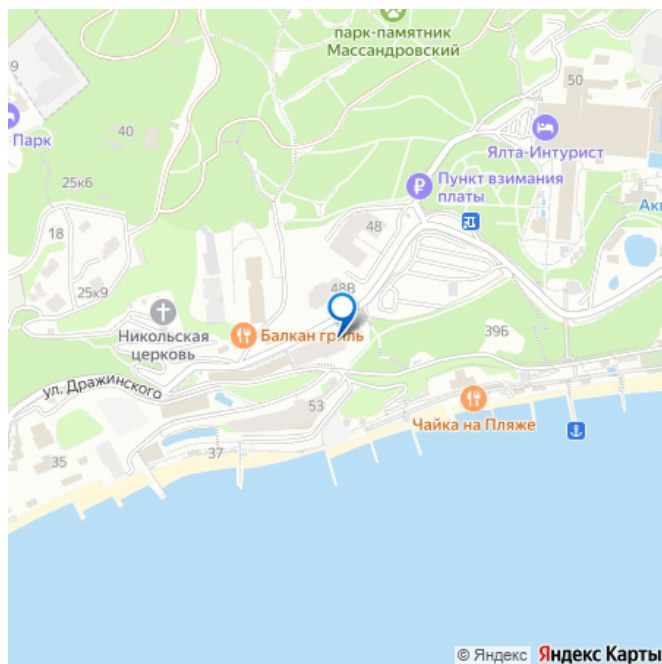 парк-памятник
Массандровский
9
50
40
Парк
Ялта-Интурист
25к6
Пункт взимания
платы
Акв
18
48
25к9
48В
Никольская
церковь
Балкан гриль
39Б
ул. Дражинского
53
Чайка на Пляже
37
35
© Яндекс Яндекс Карты